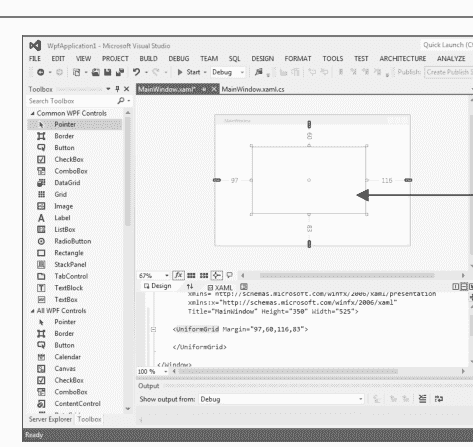 WpfApplication1 - Microsoft Visual Studio
Quick Launch (C
FILE EDIT VIEW PROJECT BUILD DEBUG TEAM SQL DESIGN FORMAT TOOLS TEST ARCHITECTURE ANALYZE
Start Debug Publish: Create Publish
Toolbox
MainWindow.xaml* MainWindow.xaml.cs
Search Toolbox
Common WPF Controls
Pointer
Border
Button
CheckBox
ComboBox
DataGrid
Grid
Image
Label
ListBox
RadioButton
Rectangle
StackPanel
TabControl
TextBlock
TextBox
All WPF Controls
Pointer
Border
Button
Calendar
Canvas
CheckBox
ComboBox
ContentControl
Server Explorer Toolbox
MainWindow
60
97
116
83
67%
Design XAML
xmlns="http://schemas.microsoft.com/winfx/2006/xaml/presentation
xmlns:x="http://schemas.microsoft.com/winfx/2006/xaml"
Title="MainWindow" Height="350" Width="525">
<UniformGrid Margin="97,60,116,83">
</UniformGrid>
</Window>
100 %
Output
Show output from: Debug
Ready